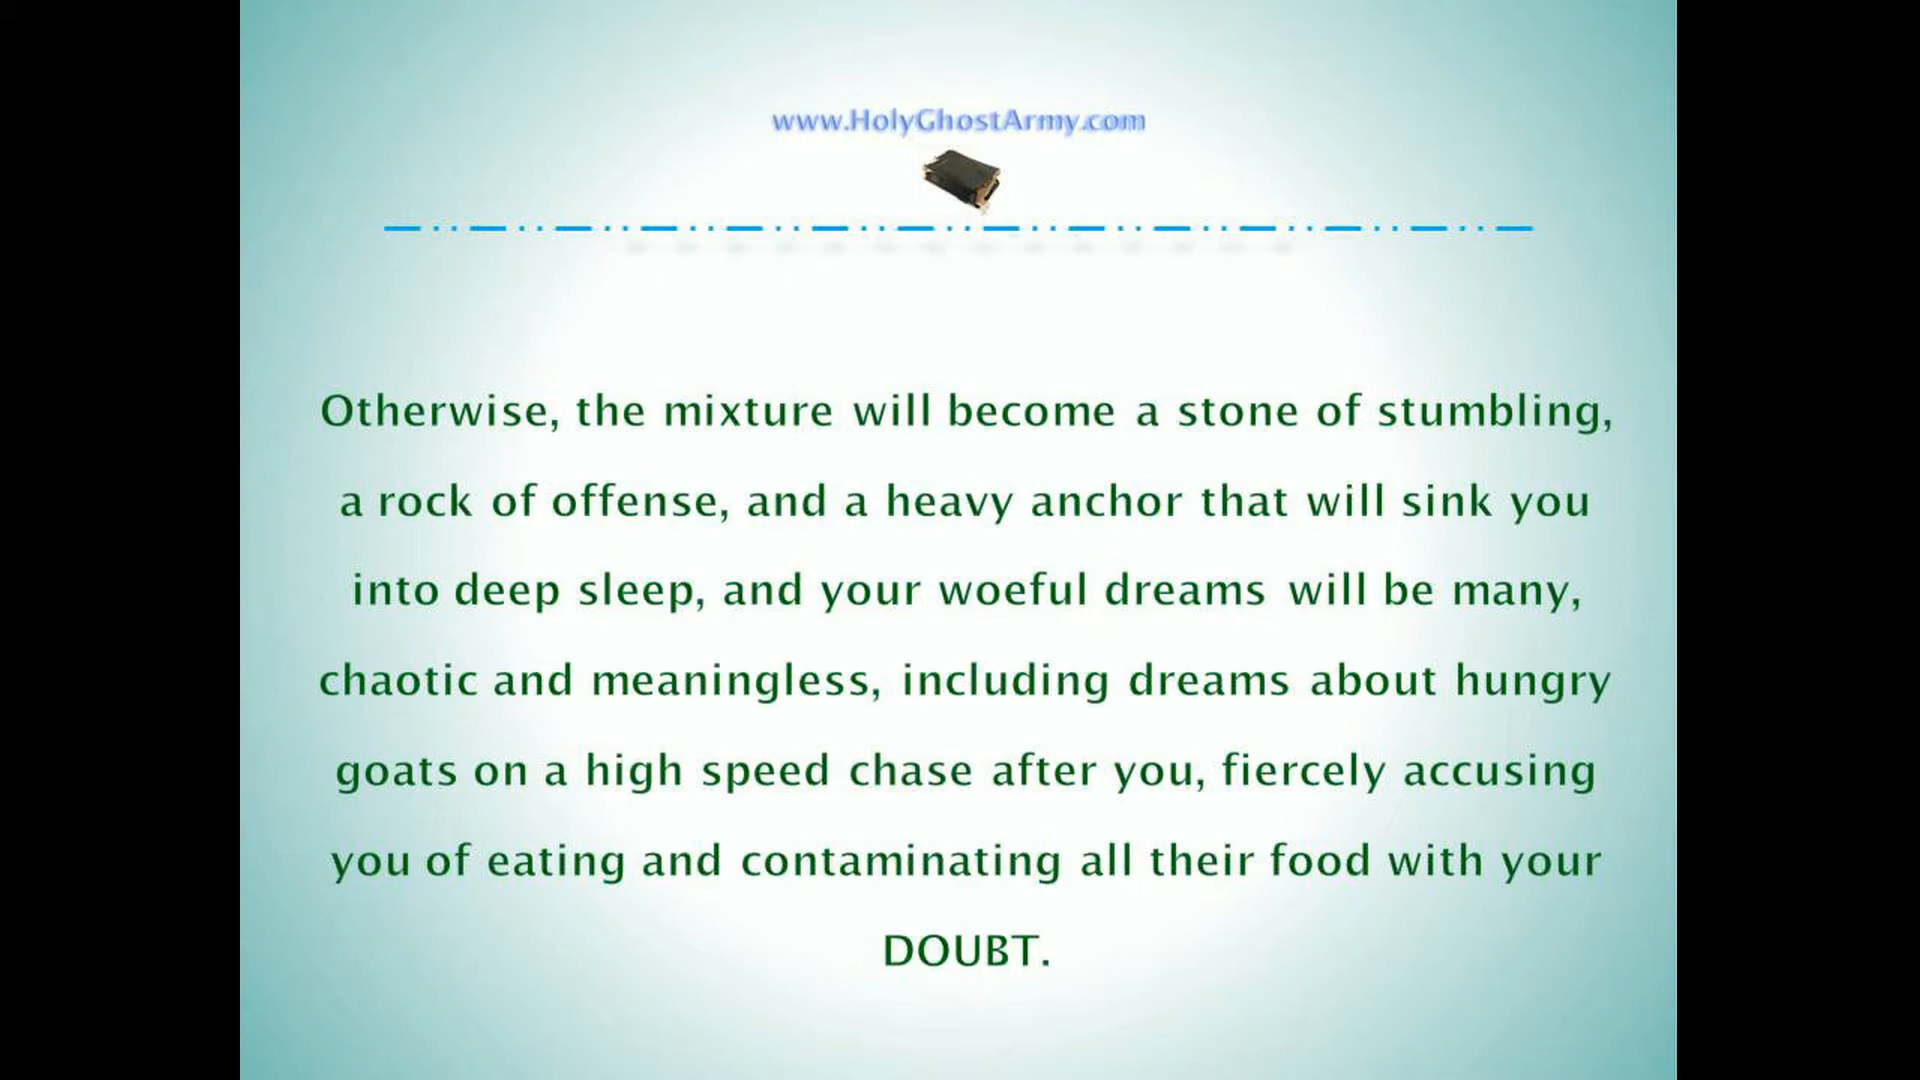 www.HolyGhostArmy.com
Otherwise, the mixture will become a stone of stumbling,
a rock of offense, and a heavy anchor that will sink you
into deep sleep, and your woeful dreams will be many,
chaotic and meaningless, including dreams about hungry
goats on a high speed chase after you, fiercely accusing
you of eating and contaminating all their food with your
DOUBT.